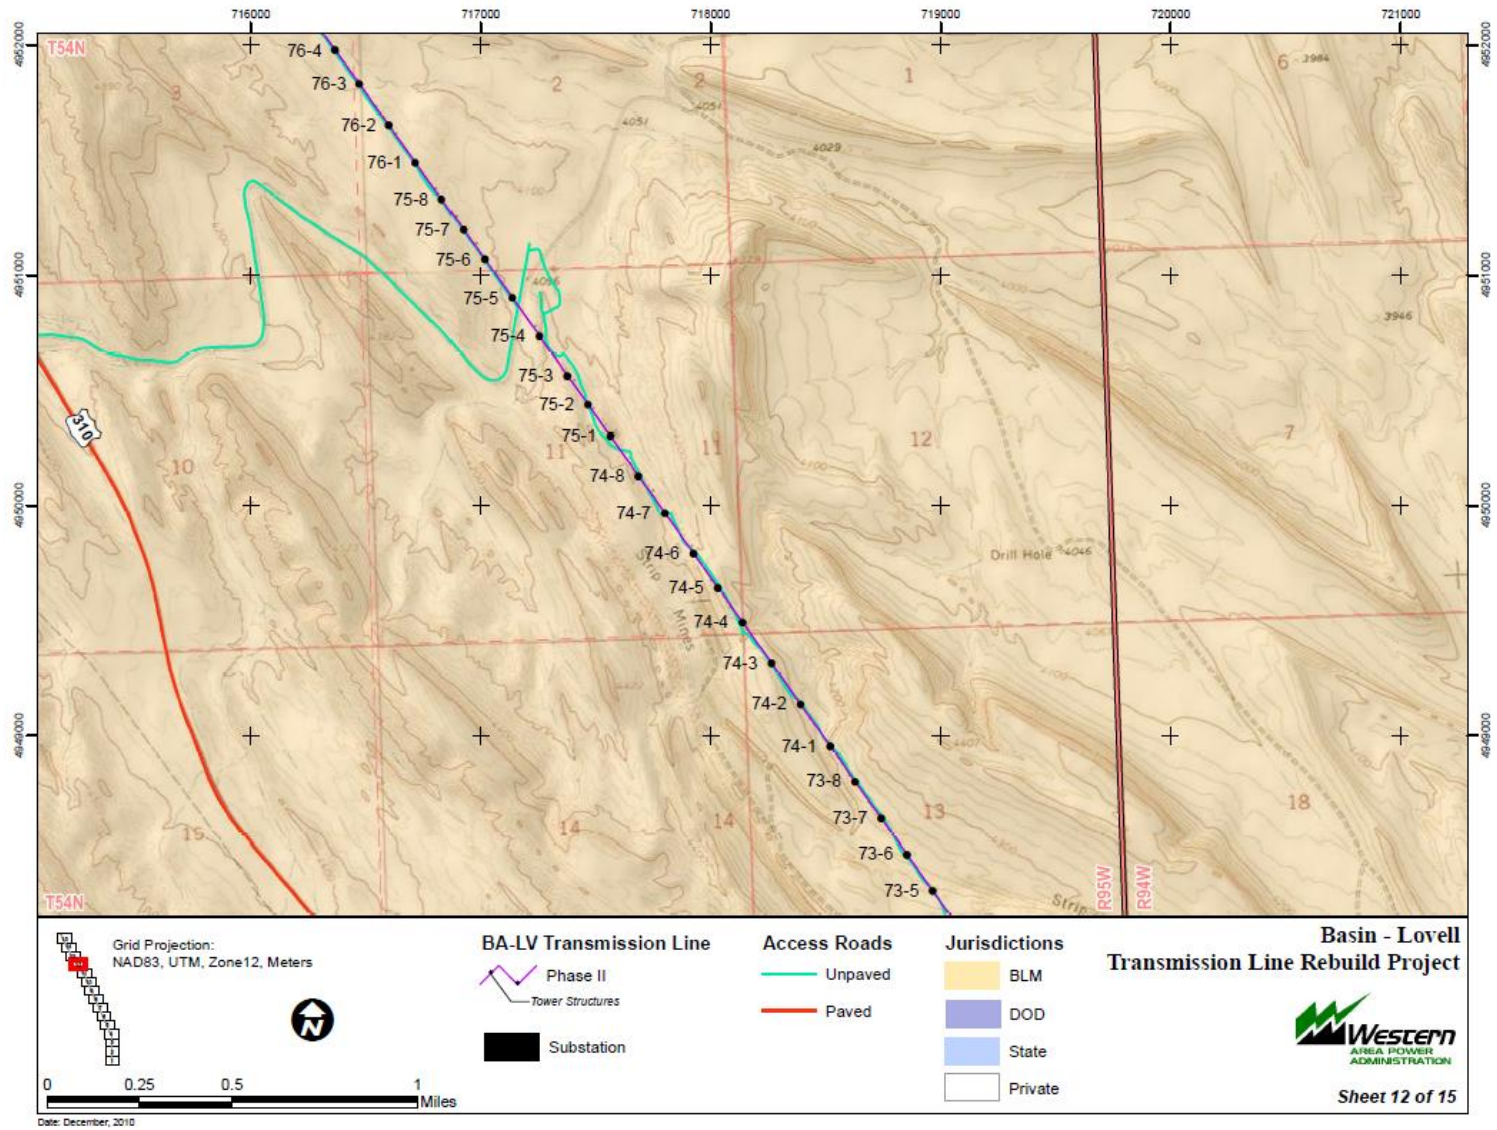 716000 717000 718000 719000 720000 721000
4952000 4952000
T54N
76-4
76-3
3 2 2 1 6 3984
4051
76-2 4051
76-1 4029
4100
75-8
75-7
75-6
4951000 4951000
4056
75-5
3946
75-4
75-3
75-2
310
75-1
12 7
11 11
10
74-8
4950000 4950000
74-7
74-6 Drill Hole 4046
Strip
74-5
Mines
74-4
74-3
74-2
4949000 4949000
74-1
4407
73-8
73-7
18
13
15 14 14
73-6
73-5
R95W R94W
T54N
Strip
Grid Projection:
NAD83, UTM, Zone12, Meters
N
0 0.25 0.5 1
Miles
Date: December, 2010
BA-LV Transmission Line
Phase II
Tower Structures
Substation
Access Roads
Unpaved
Paved
Jurisdictions
BLM
DOD
State
Private
Basin - Lovell
Transmission Line Rebuild Project
Western
AREA POWER
ADMINISTRATION
Sheet 12 of 15